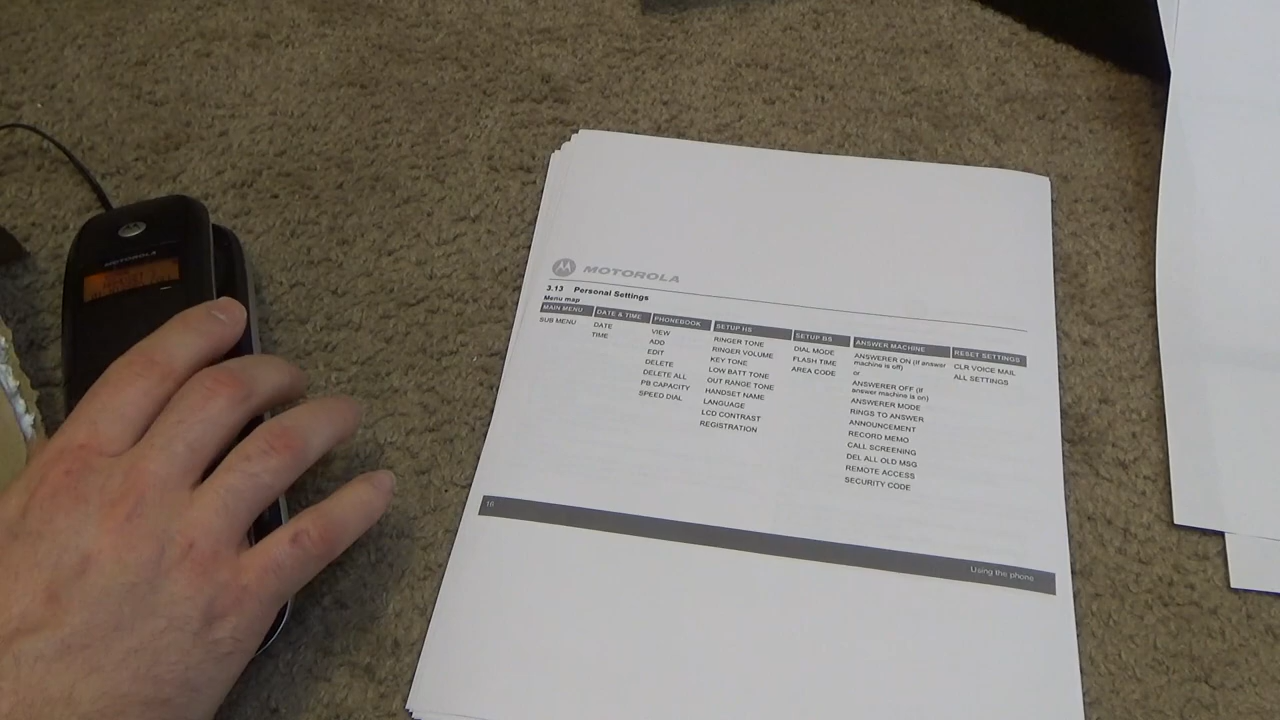 MOTOROLA
MOTOROLA
3.13 Personal Settings
Menu map
MAIN MENU DATE & TIME PHONEBOOK SETUP HS SETUP BS ANSWER MACHINE RESET SETTINGS
SUB MENU
DATE
TIME
VIEW
ADD
EDIT
DELETE
DELETE ALL
PB CAPACITY
SPEED DIAL
RINGER TONE
RINGER VOLUME
KEY TONE
LOW BATT TONE
OUT RANGE TONE
HANDSET NAME
LANGUAGE
LCD CONTRAST
REGISTRATION
DIAL MODE
FLASH TIME
AREA CODE
ANSWERER ON (if answer
machine is off)
or
ANSWERER OFF (if
answer machine is on)
ANSWERER MODE
RINGS TO ANSWER
ANNOUNCEMENT
RECORD MEMO
CALL SCREENING
DEL ALL OLD MSG
REMOTE ACCESS
SECURITY CODE
CLR VOICE MAIL
ALL SETTINGS
16
Using the phone